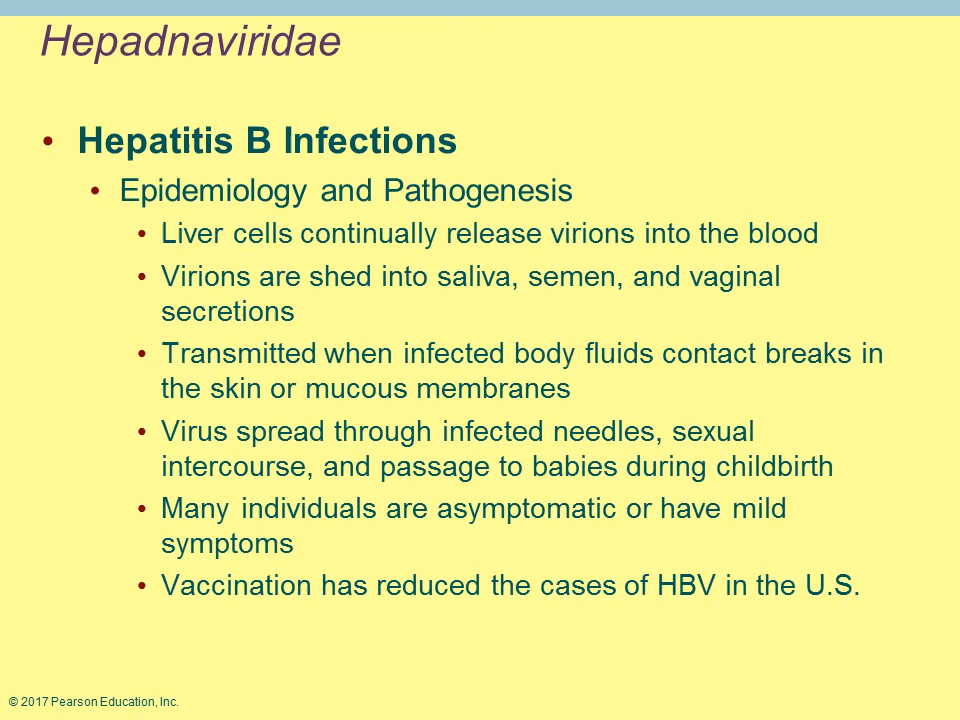 Hepadnaviridae
• Hepatitis B Infections
• Epidemiology and Pathogenesis
• Liver cells continually release virions into the blood
• Virions are shed into saliva, semen, and vaginal
secretions
• Transmitted when infected body fluids contact breaks in
the skin or mucous membranes
• Virus spread through infected needles, sexual
intercourse, and passage to babies during childbirth
• Many individuals are asymptomatic or have mild
symptoms
• Vaccination has reduced the cases of HBV in the U.S.
© 2017 Pearson Education, Inc.